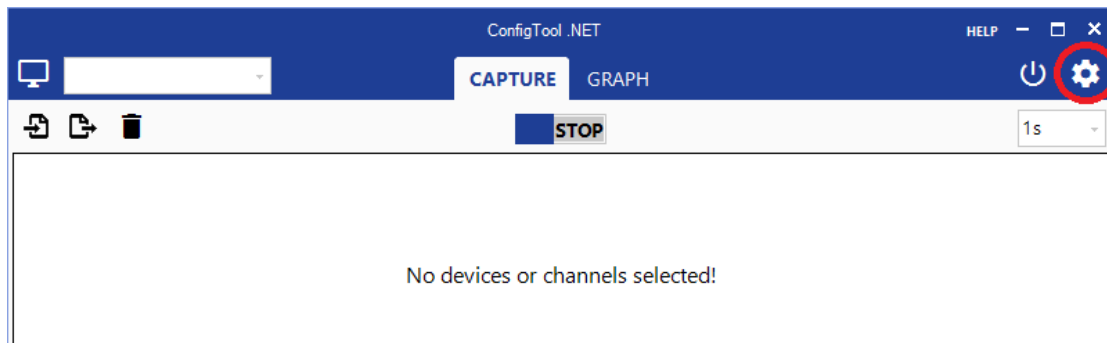 ConfigTool .NET
HELP
CAPTURE GRAPH
STOP
1s
No devices or channels selected!